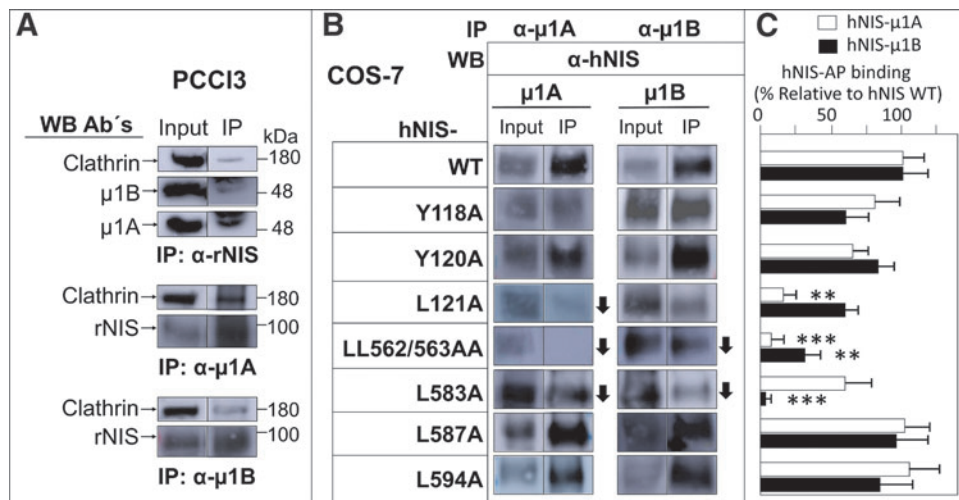 A
PCCl3
WB Ab´s
Input IP kDa
Clathrin 180
μ1B 48
μ1A 48
IP: α-rNIS
Clathrin 180
rNIS 100
IP: α-μ1A
Clathrin 180
rNIS 100
IP: α-μ1B
B
IP α-μ1A α-μ1B
WB α-hNIS
COS-7
μ1A μ1B
hNIS- Input IP Input IP
WT
Y118A
Y120A
L121A
LL562/563AA
L583A
L587A
L594A
C
hNIS-μ1A
hNIS-μ1B
hNIS-AP binding
(% Relative to hNIS WT)
0 50 100
**
***
**
***